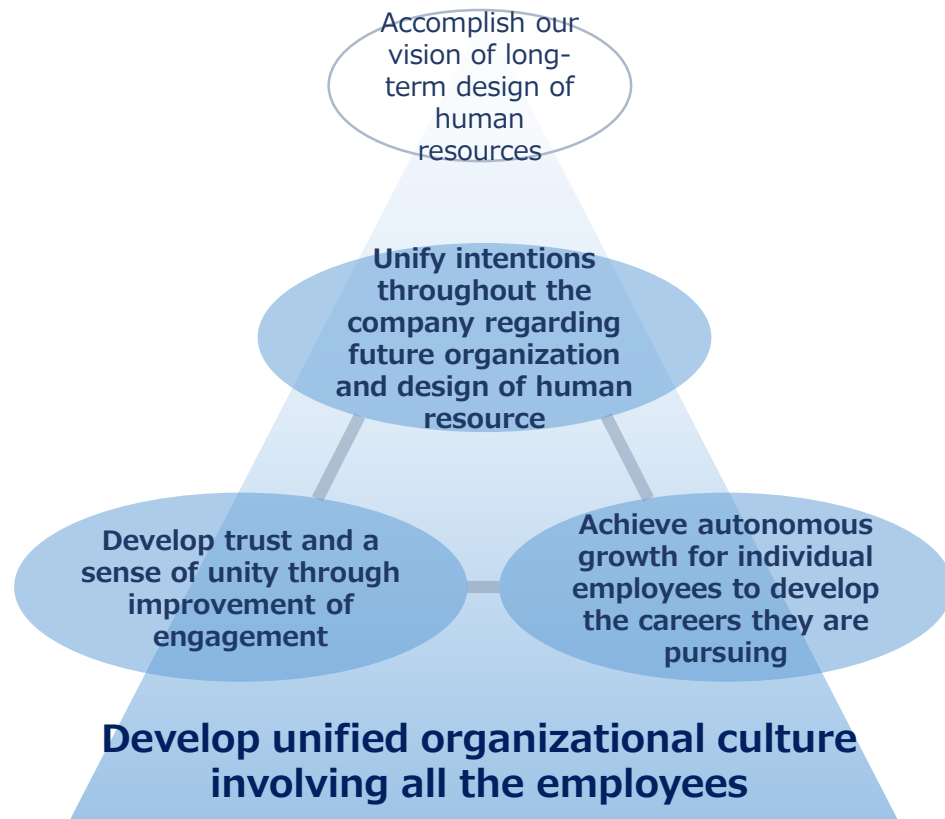 Accomplish our
vision of long-
term design of
human
resources
Unify intentions
throughout the
company regarding
future organization
and design of human
resource
Develop trust and a
sense of unity through
improvement of
engagement
Achieve autonomous
growth for individual
employees to develop
the careers they are
pursuing
Develop unified organizational culture
involving all the employees